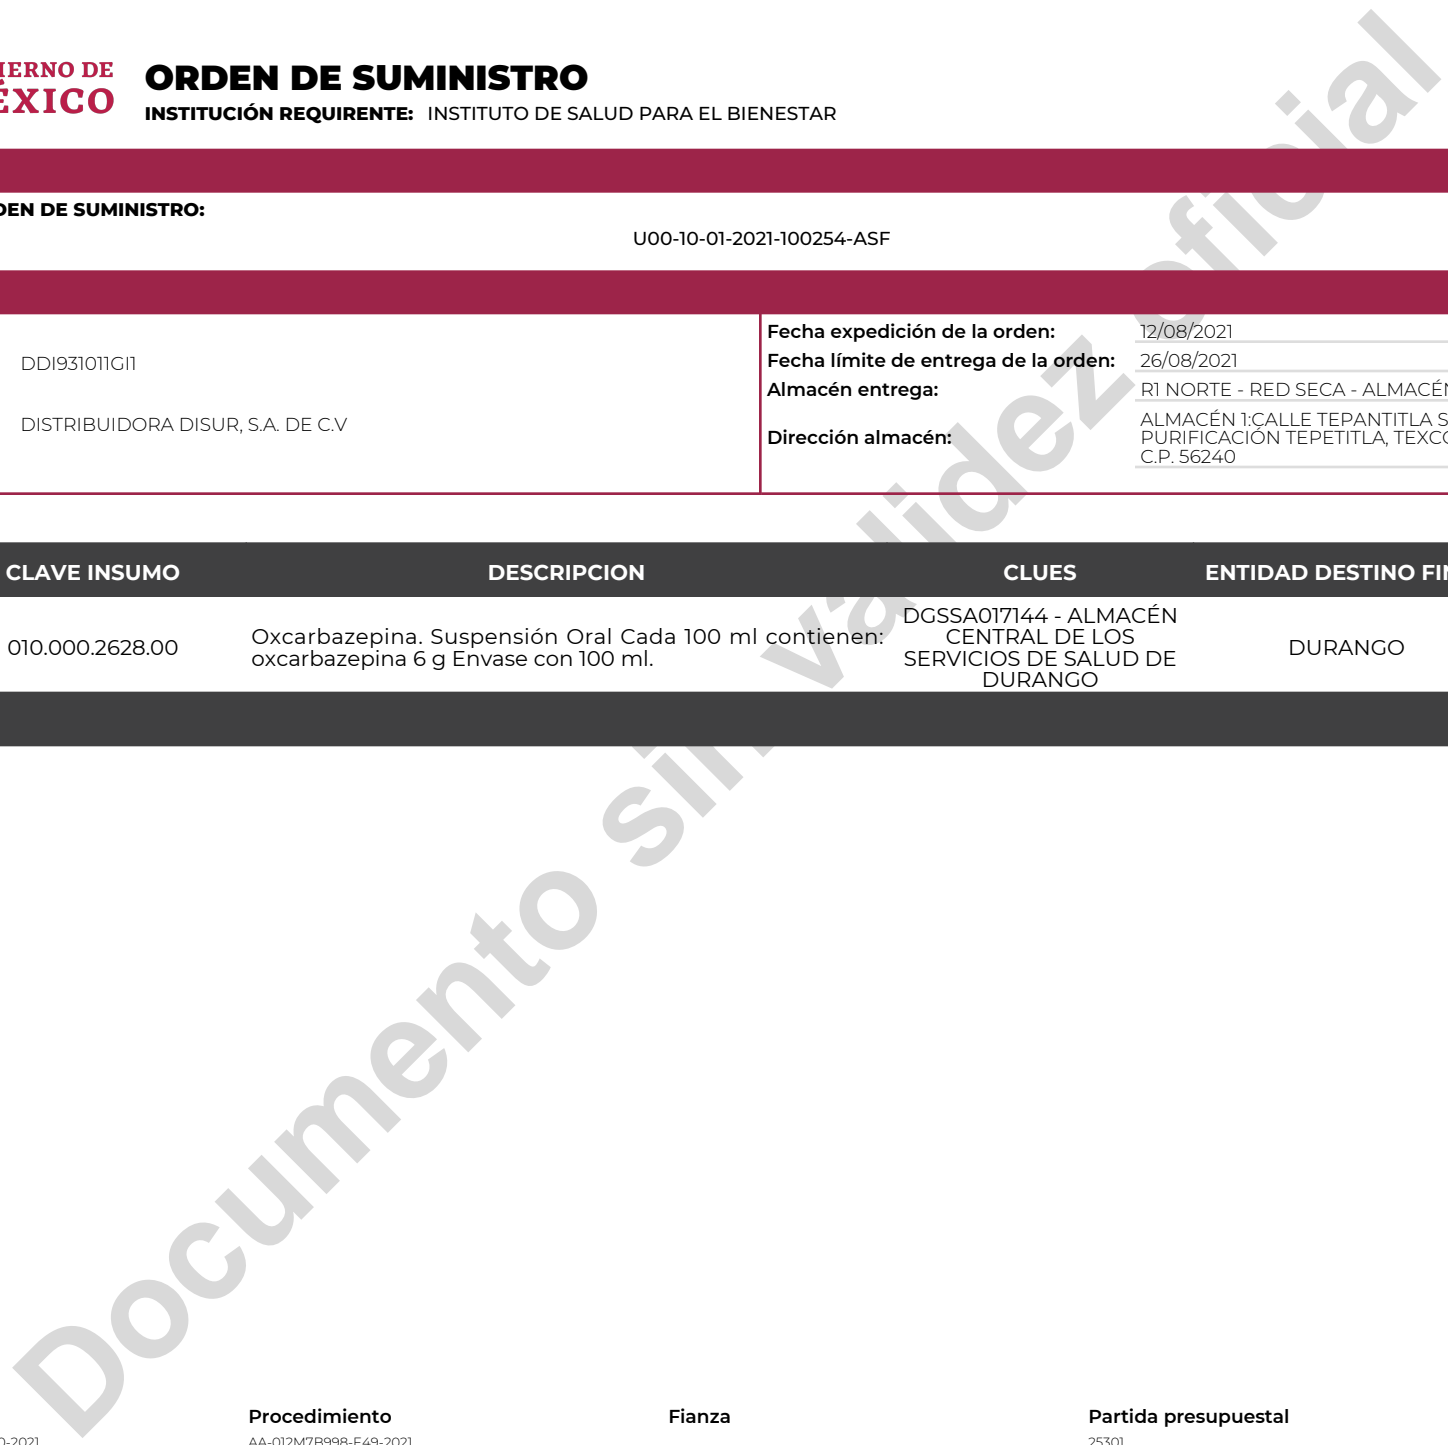 IERNO DE
ÉXICO
ORDEN DE SUMINISTRO
INSTITUCIÓN REQUIRENTE: INSTITUTO DE SALUD PARA EL BIENESTAR
DEN DE SUMINISTRO:
U00-10-01-2021-100254-ASF
DDI931011GI1
DISTRIBUIDORA DISUR, S.A. DE C.V
Fecha expedición de la orden: 12/08/2021
Fecha límite de entrega de la orden: 26/08/2021
Almacén entrega: R1 NORTE - RED SECA - ALMACÉN
Dirección almacén:
ALMACÉN 1:CALLE TEPANTITLA S
PURIFICACIÓN TEPETITLA, TEXCO
C.P. 56240
CLAVE INSUMO DESCRIPCION CLUES ENTIDAD DESTINO FIN
010.000.2628.00
Oxcarbazepina. Suspensión Oral Cada 100 ml contienen:
oxcarbazepina 6 g Envase con 100 ml.
DGSSA017144 - ALMACÉN
CENTRAL DE LOS
SERVICIOS DE SALUD DE
DURANGO
DURANGO
Documento sin validez oficial
Procedimiento Fianza Partida presupuestal
0-2021 AA-012M7B998-E49-2021 25301